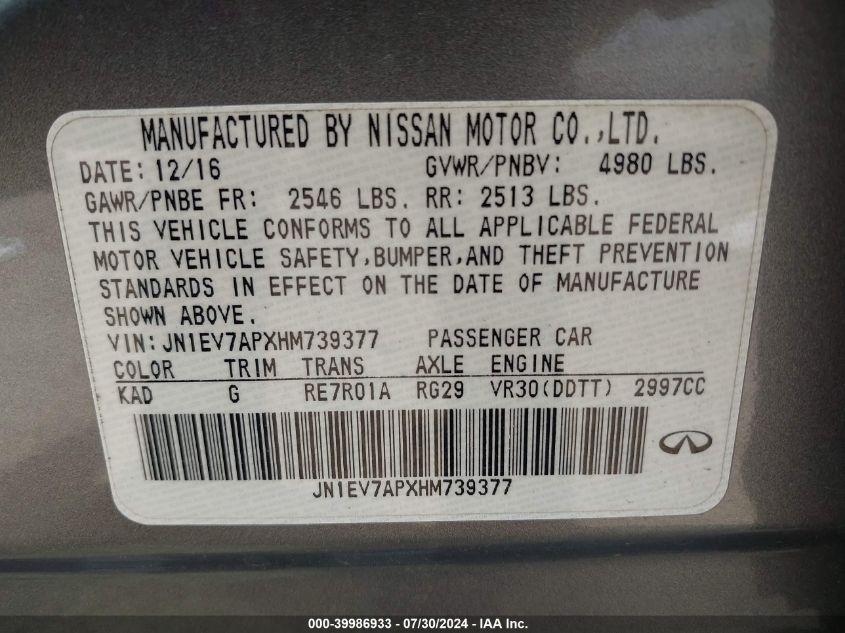 MANUFACTURED BY NISSAN MOTOR CO.,LTD.
DATE: 12/16 GVWR/PNBV: 4980 LBS.
GAWR/PNBE FR: 2546 LBS. RR: 2513 LBS.
THIS VEHICLE CONFORMS TO ALL APPLICABLE FEDERAL
MOTOR VEHICLE SAFETY,BUMPER,AND THEFT PREVENTION
STANDARDS IN EFFECT ON THE DATE OF MANUFACTURE
SHOWN ABOVE.
VIN:JN1EV7APXHM739377 PASSENGER CAR
COLOR TRIM TRANS AXLE ENGINE
KAD G RE7R01A RG29 VR30(DDTT) 2997CC
JN1EV7APXHM739377
000-39986933 / 07/30/2024 - IAA Inc.